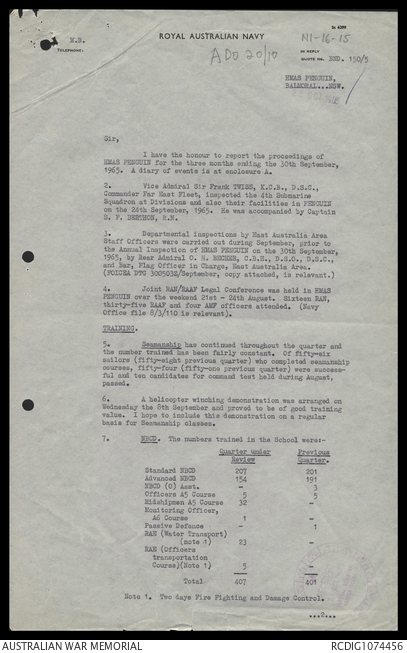 SA 4299
N.B.
TELEPHONE:
ROYAL AUSTRALIAN NAVY
ADO 20/10
N1-16-15
IN REPLY
QUOTE No. BHD. 150/5
HMAS PENGUIN,
BALMORAL...NSW.
Sir,
I have the honour to report the proceedings of
HMAS PENGUIN for the three months ending the 30th September,
1965. A diary of events is at enclosure A.
2. Vice Admiral Sir Frank TWISS, K.C.B., D.S.C.,
Commander Far East Fleet, inspected the 4th Submarine
Squadron at Divisions and also their facilities in PENGUIN
on the 28th September, 1965. He was accompanied by Captain
S. F. BERTHON, R.N.
3. Departmental inspections by East Australia Area
Staff Officers were carried out during September, prior to
the Annual Inspection of HMAS PENGUIN on the 30th September,
1965, by Rear Admiral O. H. BECHER, C.B.E., D.S.O., D.S.C.,
and Bar, Flag Officer in Charge, East Australia Area.
(FOICEA DTG 300503Z/September, copy attached, is relevant.)
4. Joint RAN/RAAF Legal Conference was held in HMAS
PENGUIN over the weekend 21st - 24th August. Sixteen RAN,
thirty-five RAAF and four AMF officers attended. (Navy
Office file 8/3/110 is relevant).
TRAINING.
5. Seamanship has continued throughout the quarter and
the number trained has been fairly constant. Of fifty-six
sailors (fifty-eight previous quarter) who completed seamanship
courses, fifty-four (fifty-one previous quarter) were success-
ful and ten candidates for command test held during August,
passed.
6. A helicopter winching demonstration was arranged on
Wednesday the 8th September and proved to be of good training
value. I hope to include this demonstration on a regular
basis for Seamanship classes.
7. NBCD. The numbers trained in the School were:-
Quarter under Previous
Review Quarter.
Standard NBCD 207 201
Advanced NBCD 154 191
NBCD (O) Asst. - 3
Officers A5 Course 5 5
Midshipmen A5 Course 32 -
Monitoring Officer,
A6 Course 1 -
Passive Defence - 1
RAN (Water Transport)
(note 1) 23 -
RAN (Officers
transportation
Course)(Note 1) 5 -
Total 407 401
Note 1. Two days Fire Fighting and Damage Control.
...2...
AUSTRALIAN WAR MEMORIAL
RCDIG1074456